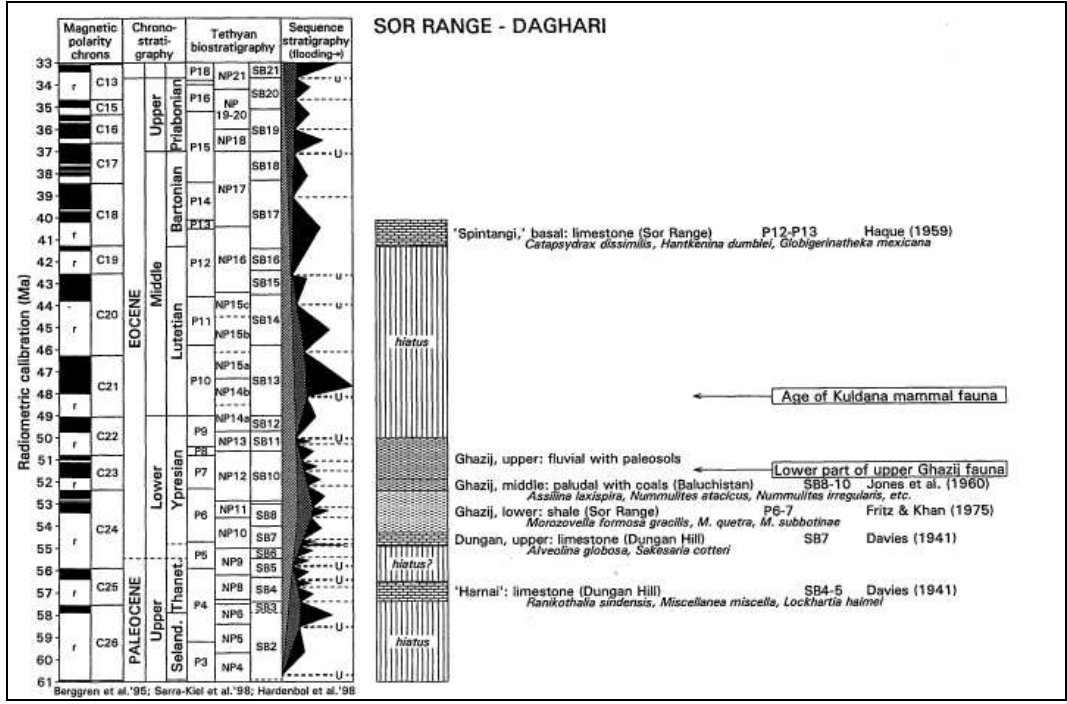 SOR RANGE - DAGHARI
Magnetic polarity chrons
Chrono-strati-graphy
Tethyan biostratigraphy
Sequence stratigraphy (flooding→)
Radiometric calibration (Ma)
33
34
35
36
37
38
39
40
41
42
43
44
45
46
47
48
49
50
51
52
53
54
55
56
57
58
59
60
61
r
r
r
r
r
r
r
r
r
r
r
C13
C15
C16
C17
C18
C19
C20
C21
C22
C23
C24
C25
C26
EOCENE
PALEOCENE
Upper
Middle
Lower
Upper
Priabonian
Bartonian
Lutetian
Ypresian
Thanet.
Seland.
P18
P16
P15
P14
P13
P12
P11
P10
P9
P8
P7
P6
P5
P4
P3
NP21
NP 19-20
NP18
NP17
NP16
NP15c
NP15b
NP15a
NP14b
NP14a
NP13
NP12
NP11
NP10
NP9
NP8
NP6
NP5
NP4
SB21
SB20
SB19
SB18
SB17
SB16
SB15
SB14
SB13
SB12
SB11
SB10
SB8
SB7
SB6
SB5
SB4
SB3
SB2
U
U
U
U
U
U
U
U
U
U
U
'Spintangi,' basal: limestone (Sor Range) P12-P13 Haque (1959)
Catapsydrax dissimilis, Hantkenina dumblei, Globigerinatheka mexicana
hiatus
Age of Kuldana mammal fauna
Ghazij, upper: fluvial with paleosols
Lower part of upper Ghazij fauna
Ghazij, middle: paludal with coals (Baluchistan) SB8-10 Jones et al. (1960)
Assilina laxispira, Nummulites atacicus, Nummulites irregularis, etc.
Ghazij, lower: shale (Sor Range) P6-7 Fritz & Khan (1975)
Morozovella formosa gracilis, M. quetra, M. subbotinae
Dungan, upper: limestone (Dungan Hill) SB7 Davies (1941)
Alveolina globosa, Sakesaria cotteri
hiatus?
'Harnai': limestone (Dungan Hill) SB4-5 Davies (1941)
Ranikothalia sindensis, Miscellanea miscella, Lockhartia haimei
hiatus
Berggren et al.'95; Serra-Kiel et al.'98; Hardenbol et al.'98